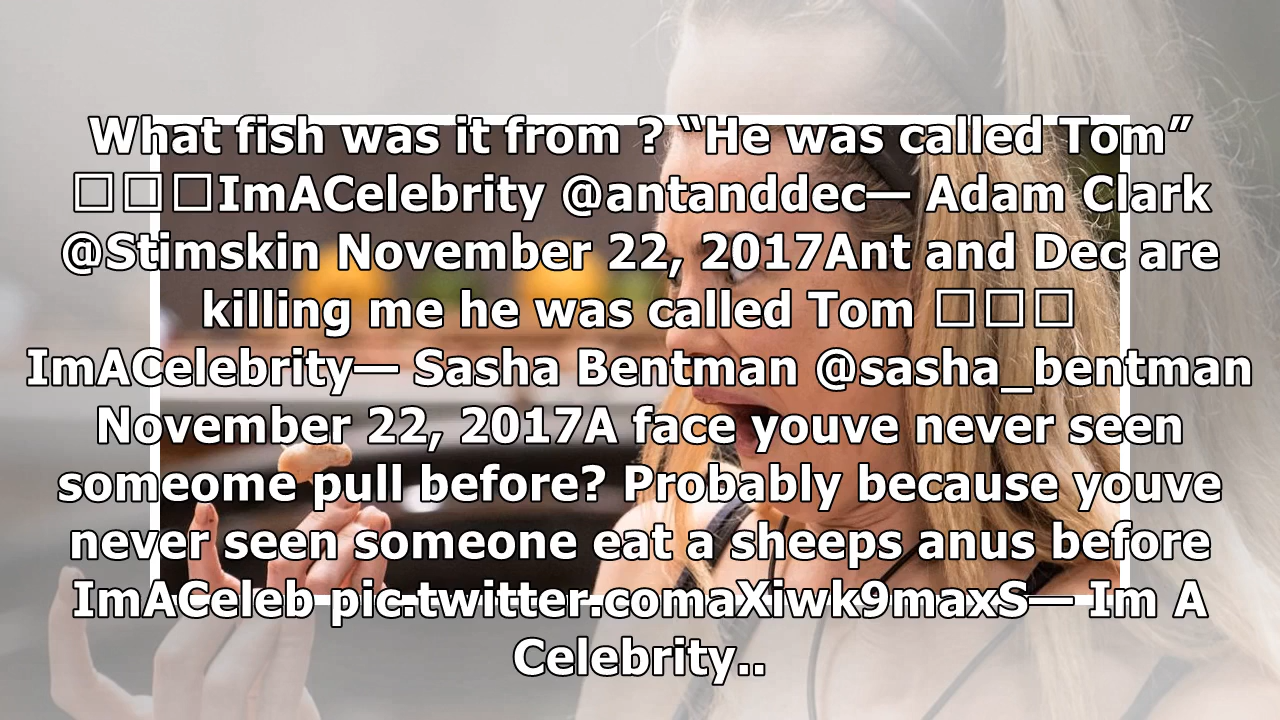 What fish was it from ? “He was called Tom”
□□□ImACelebrity @antanddec— Adam Clark
@Stimskin November 22, 2017Ant and Dec are
killing me he was called Tom □□□
ImACelebrity— Sasha Bentman @sasha_bentman
November 22, 2017A face youve never seen
someome pull before? Probably because youve
never seen someone eat a sheeps anus before
ImACeleb pic.twitter.comaXiwk9maxS— Im A
Celebrity..